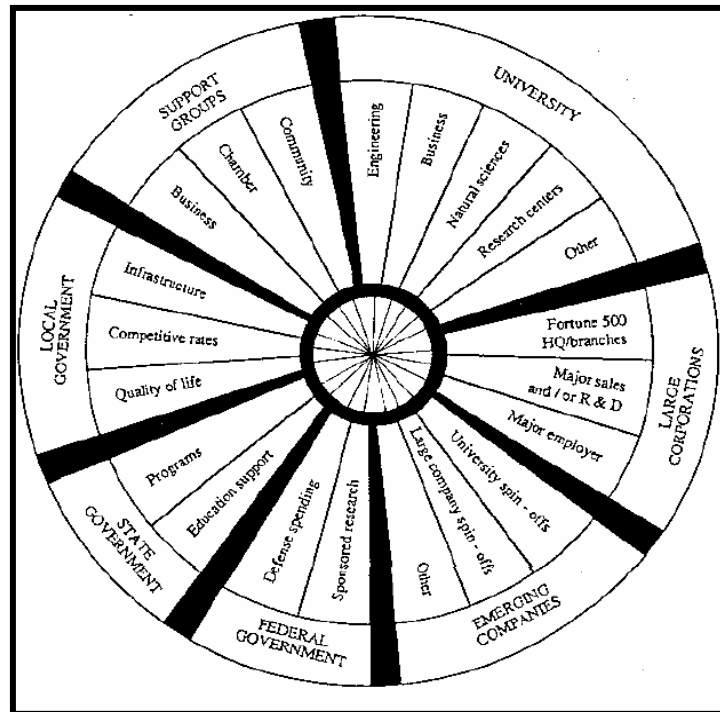 UNIVERSITY
Engineering
Business
Natural sciences
Research centers
Other
LARGE
CORPORATIONS
Fortune 500
HQ/branches
Major sales
and / or R & D
Major employer
EMERGING
COMPANIES
University spin - offs
Large company spin - offs
Other
FEDERAL
GOVERNMENT
Sponsored research
Defense spending
STATE
GOVERNMENT
Education support
Programs
LOCAL
GOVERNMENT
Quality of life
Competitive rates
Infrastructure
SUPPORT
GROUPS
Business
Chamber
Community